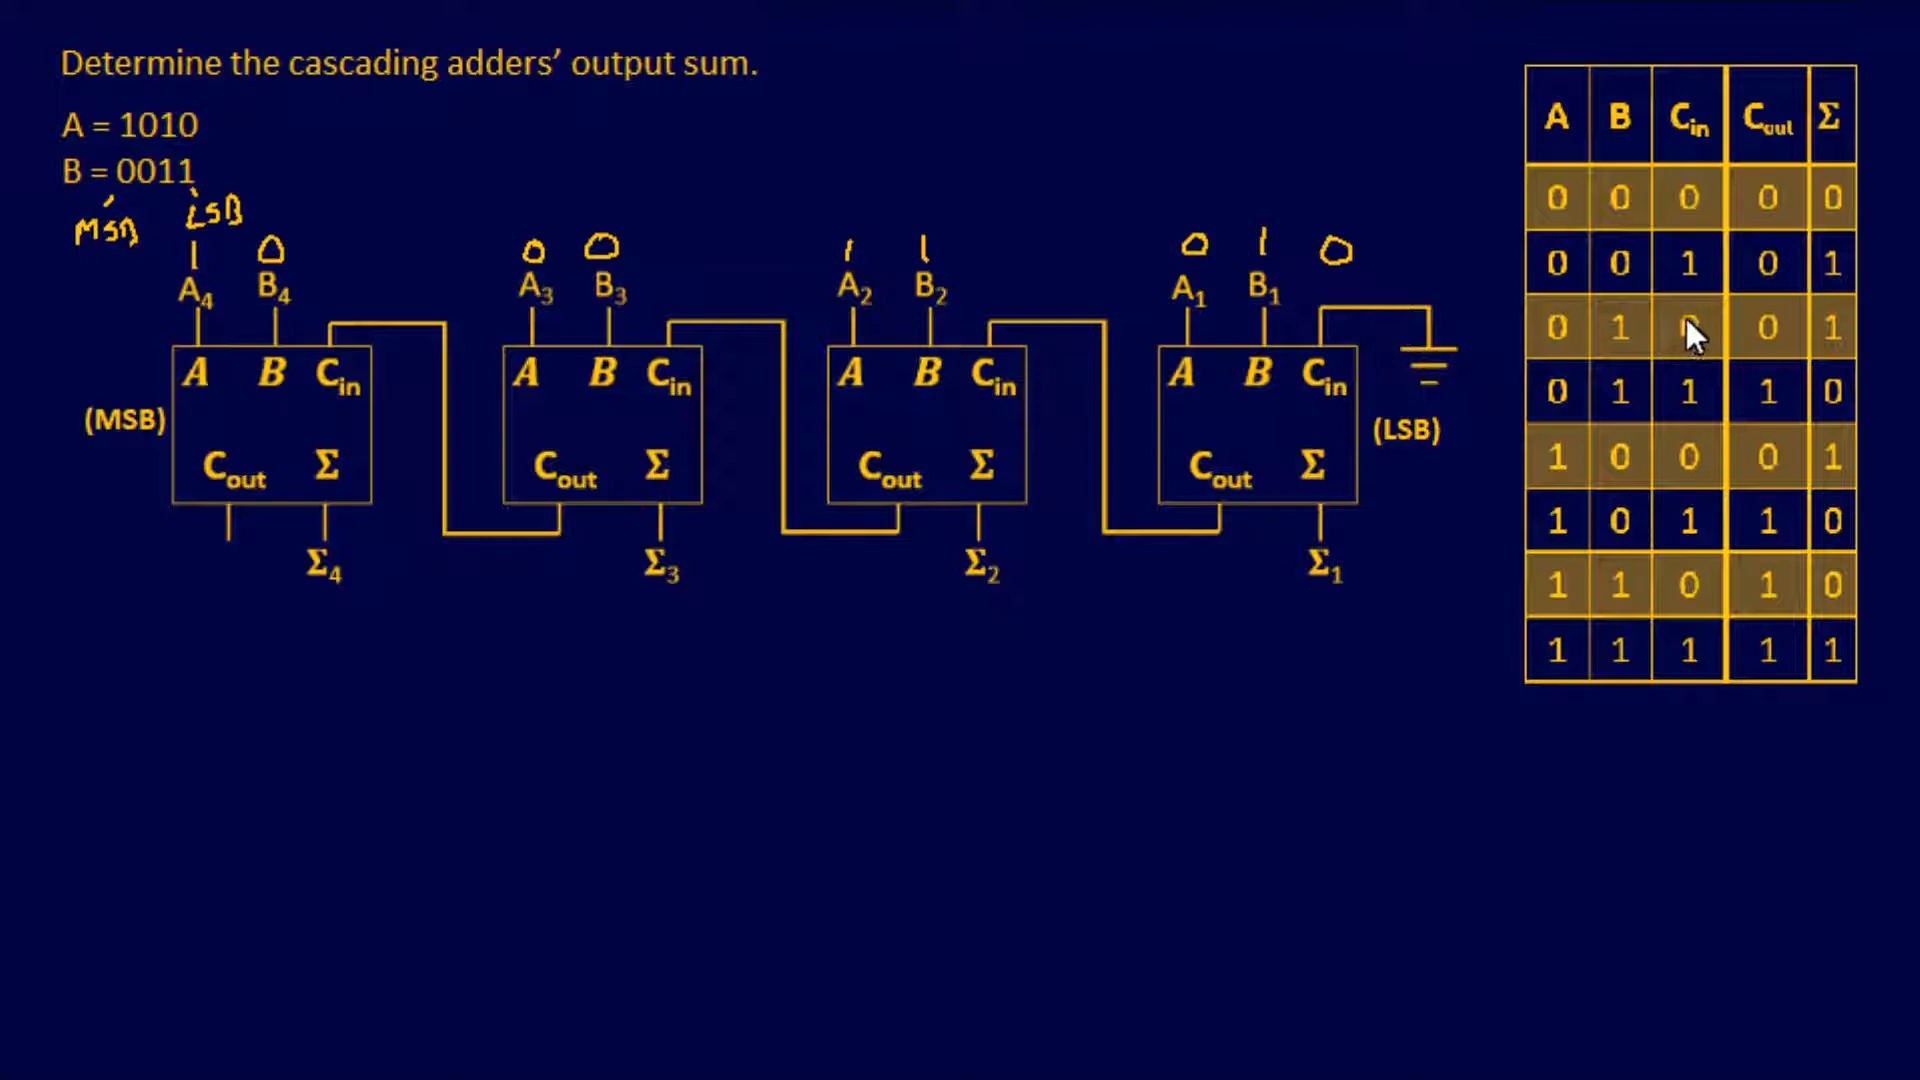 Determine the cascading adders’ output sum.
A = 1010
B = 0011
MSB LSB
1 0 0 0 1 1 0 1 0
A4 B4 A3 B3 A2 B2 A1 B1
A B Cin A B Cin A B Cin A B Cin
(MSB) (LSB)
Cout Σ Cout Σ Cout Σ Cout Σ
Σ4 Σ3 Σ2 Σ1
A B Cin Cout Σ
0 0 0 0 0
0 0 1 0 1
0 1 0 0 1
0 1 1 1 0
1 0 0 0 1
1 0 1 1 0
1 1 0 1 0
1 1 1 1 1